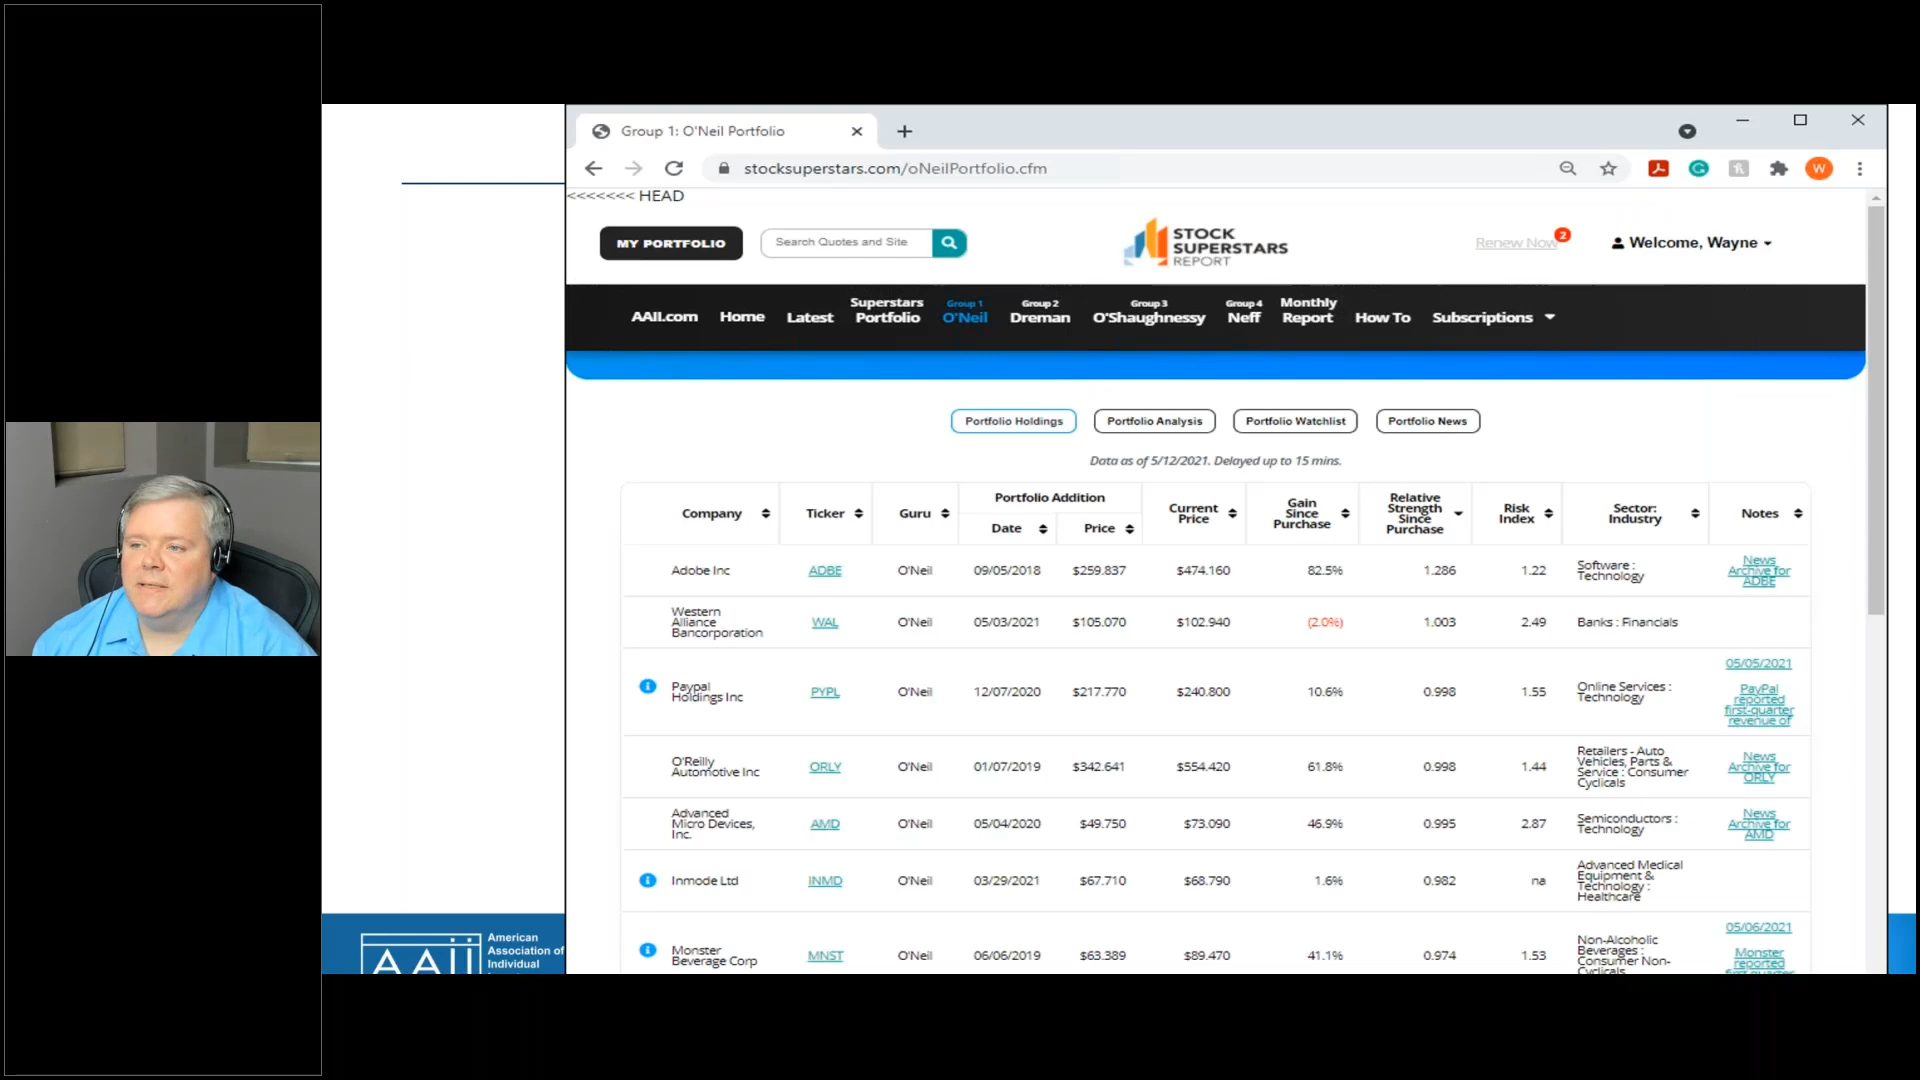 Group 1: O'Neil Portfolio
stocksuperstars.com/oNeilPortfolio.cfm
W
<<<<<<< HEAD
MY PORTFOLIO
Search Quotes and Site
STOCK
SUPERSTARS
REPORT
Renew Now
2
Welcome, Wayne
AAII.com
Home
Latest
Superstars
Portfolio
Group 1
O'Neil
Group 2
Dreman
Group 3
O'Shaughnessy
Group 4
Neff
Monthly
Report
How To
Subscriptions
Portfolio Holdings
Portfolio Analysis
Portfolio Watchlist
Portfolio News
Data as of 5/12/2021. Delayed up to 15 mins.
Company
Ticker
Guru
Portfolio Addition
Date
Price
Current
Price
Gain
Since
Purchase
Relative
Strength
Since
Purchase
Risk
Index
Sector:
Industry
Notes
Adobe Inc
ADBE
O'Neil
09/05/2018
$259.837
$474.160
82.5%
1.286
1.22
Software :
Technology
News
Archive for
ADBE
Western
Alliance
Bancorporation
WAL
O'Neil
05/03/2021
$105.070
$102.940
(2.0%)
1.003
2.49
Banks : Financials
Paypal
Holdings Inc
PYPL
O'Neil
12/07/2020
$217.770
$240.800
10.6%
0.998
1.55
Online Services :
Technology
05/05/2021
PayPal
reported
first-quarter
revenue of
O'Reilly
Automotive Inc
ORLY
O'Neil
01/07/2019
$342.641
$554.420
61.8%
0.998
1.44
Retailers - Auto
Vehicles, Parts &
Service : Consumer
Cyclicals
News
Archive for
ORLY
Advanced
Micro Devices,
Inc.
AMD
O'Neil
05/04/2020
$49.750
$73.090
46.9%
0.995
2.87
Semiconductors :
Technology
News
Archive for
AMD
Inmode Ltd
INMD
O'Neil
03/29/2021
$67.710
$68.790
1.6%
0.982
na
Advanced Medical
Equipment &
Technology :
Healthcare
Monster
Beverage Corp
MNST
O'Neil
06/06/2019
$63.389
$89.470
41.1%
0.974
1.53
Non-Alcoholic
Beverages :
Consumer Non-
Cyclicals
05/06/2021
Monster
reported
first-quarter
AAII
American
Association of
Individual